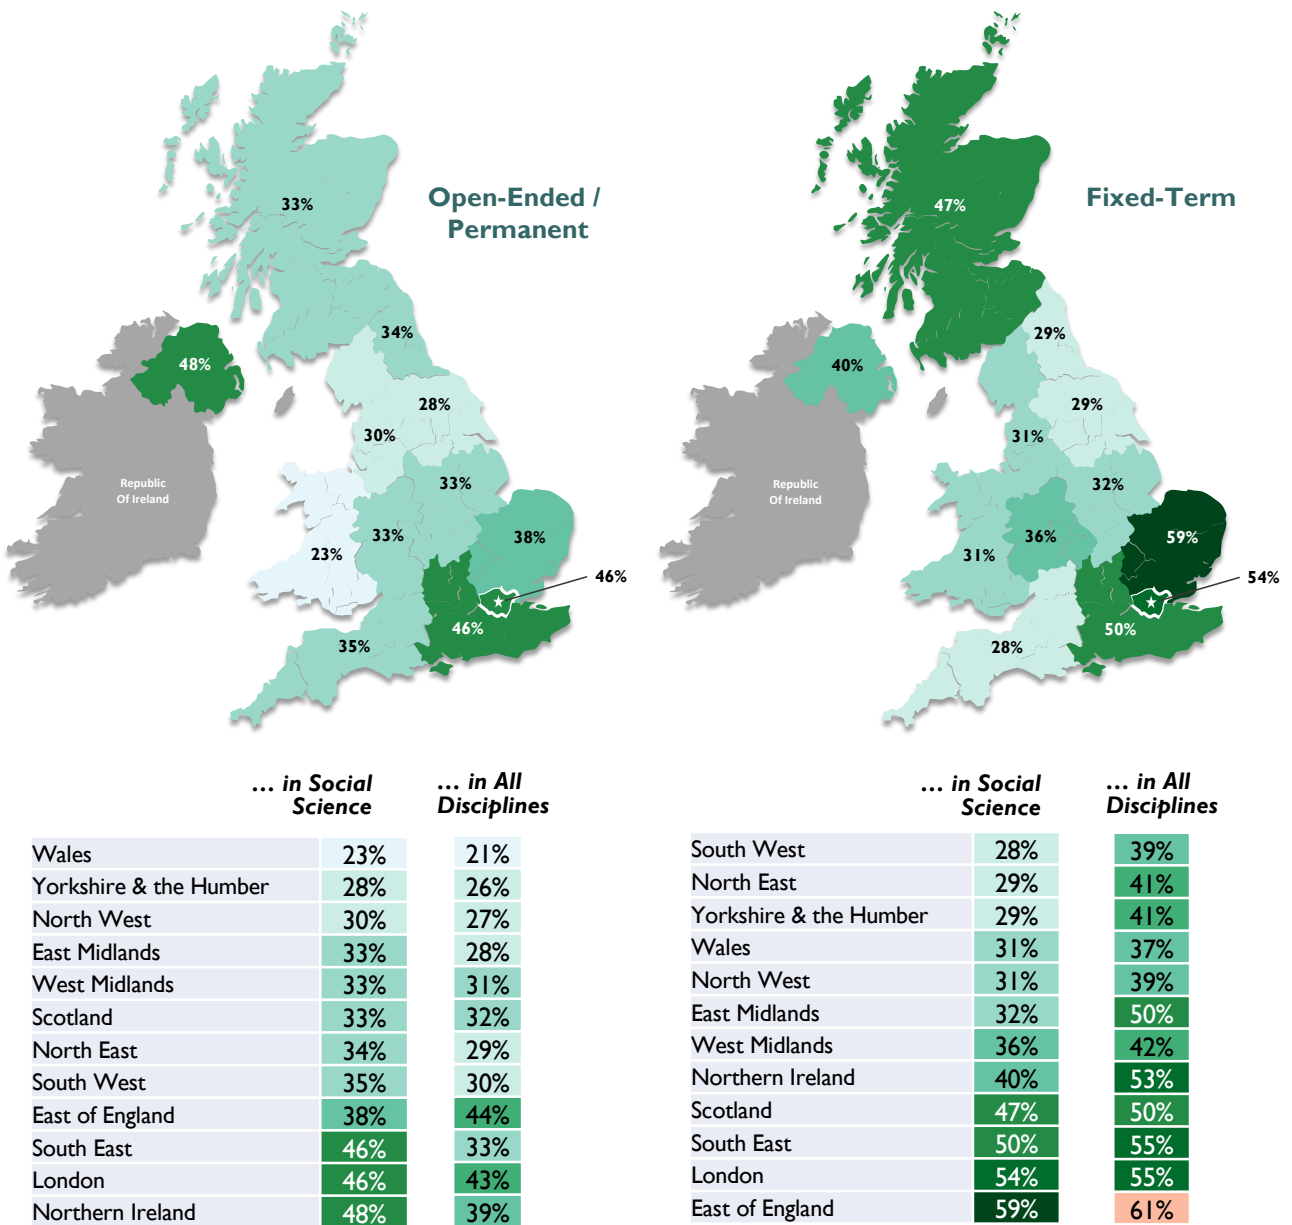 Open-Ended /
Permanent
33%
34%
48%
28%
30%
Republic
Of Ireland
33%
33%
38%
23%
46%
46%
35%
Fixed-Term
47%
29%
40%
29%
31%
Republic
Of Ireland
32%
36%
59%
31%
54%
50%
28%
… in Social
Science
… in All
Disciplines
Wales 23% 21%
Yorkshire & the Humber 28% 26%
North West 30% 27%
East Midlands 33% 28%
West Midlands 33% 31%
Scotland 33% 32%
North East 34% 29%
South West 35% 30%
East of England 38% 44%
South East 46% 33%
London 46% 43%
Northern Ireland 48% 39%
… in Social
Science
… in All
Disciplines
South West 28% 39%
North East 29% 41%
Yorkshire & the Humber 29% 41%
Wales 31% 37%
North West 31% 39%
East Midlands 32% 50%
West Midlands 36% 42%
Northern Ireland 40% 53%
Scotland 47% 50%
South East 50% 55%
London 54% 55%
East of England 59% 61%